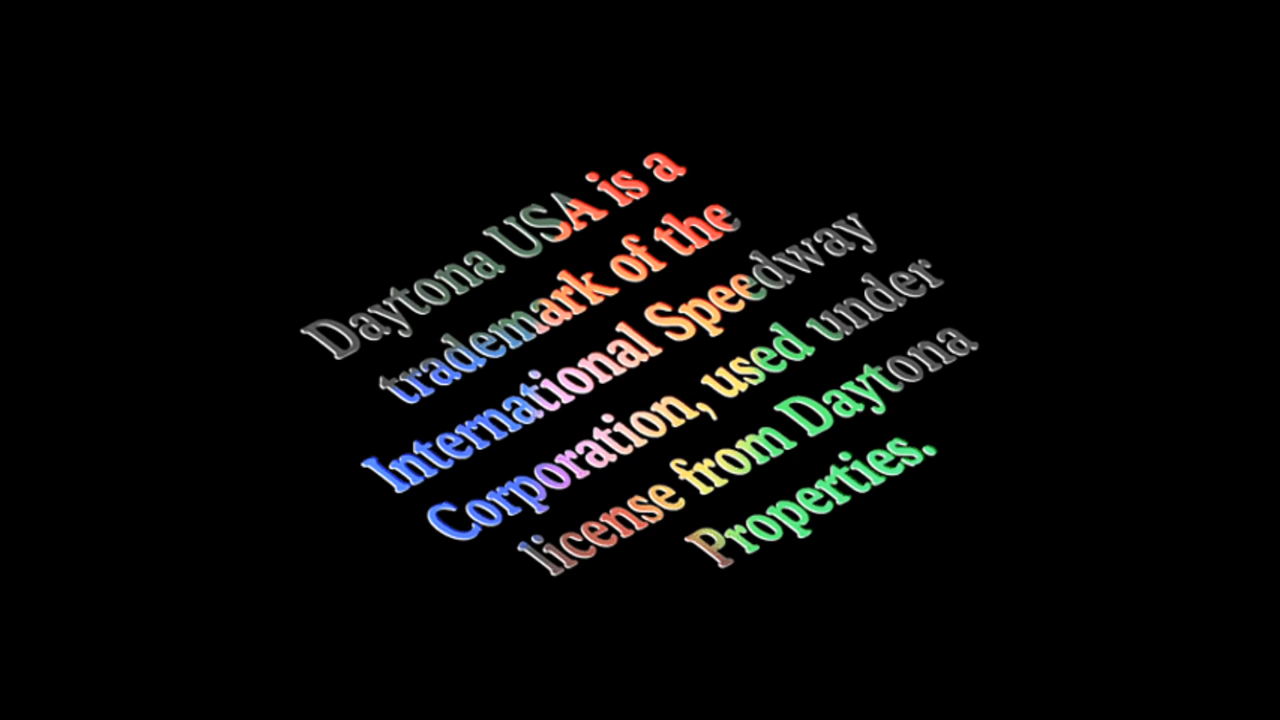 Daytona USA is a
trademark of the
International Speedway
Corporation, used under
license from Daytona
Properties.